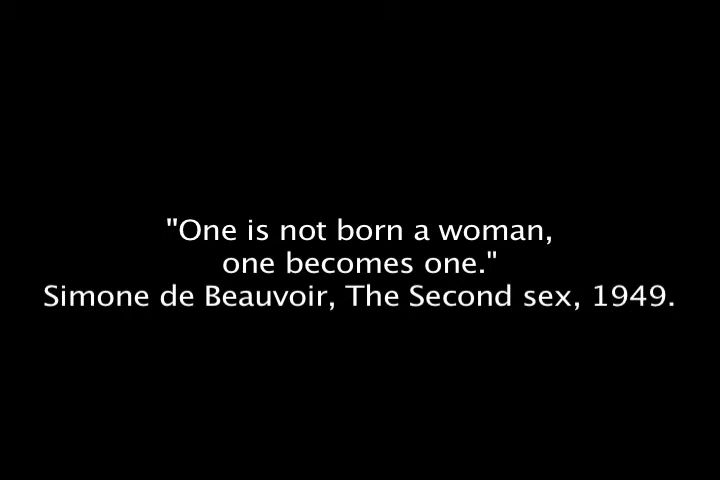 "One is not born a woman,
one becomes one."
Simone de Beauvoir, The Second sex, 1949.